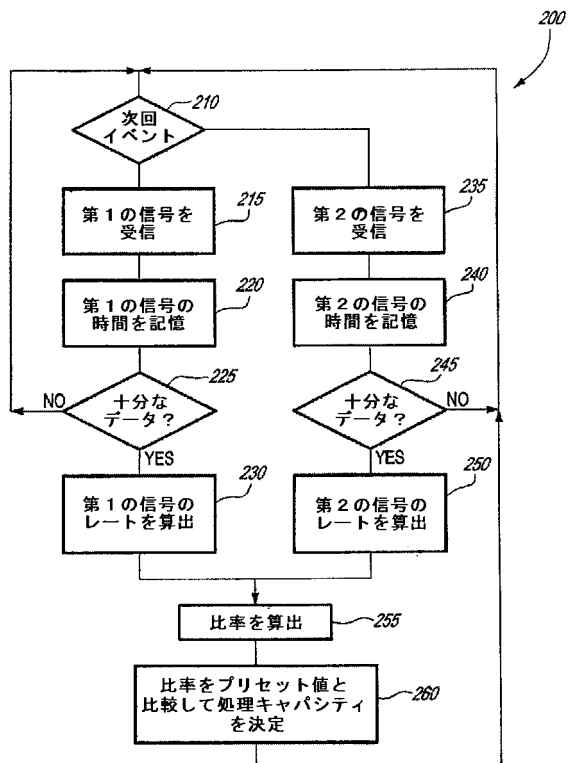 200
次回
イベント
210
第1の信号を
受信
215
第2の信号を
受信
235
第1の信号の
時間を記憶
220
第2の信号の
時間を記憶
240
十分な
データ?
225
NO
YES
十分な
データ?
245
NO
YES
第1の信号の
レートを算出
230
第2の信号の
レートを算出
250
比率を算出
255
比率をプリセット値と
比較して処理キャパシティ
を決定
260